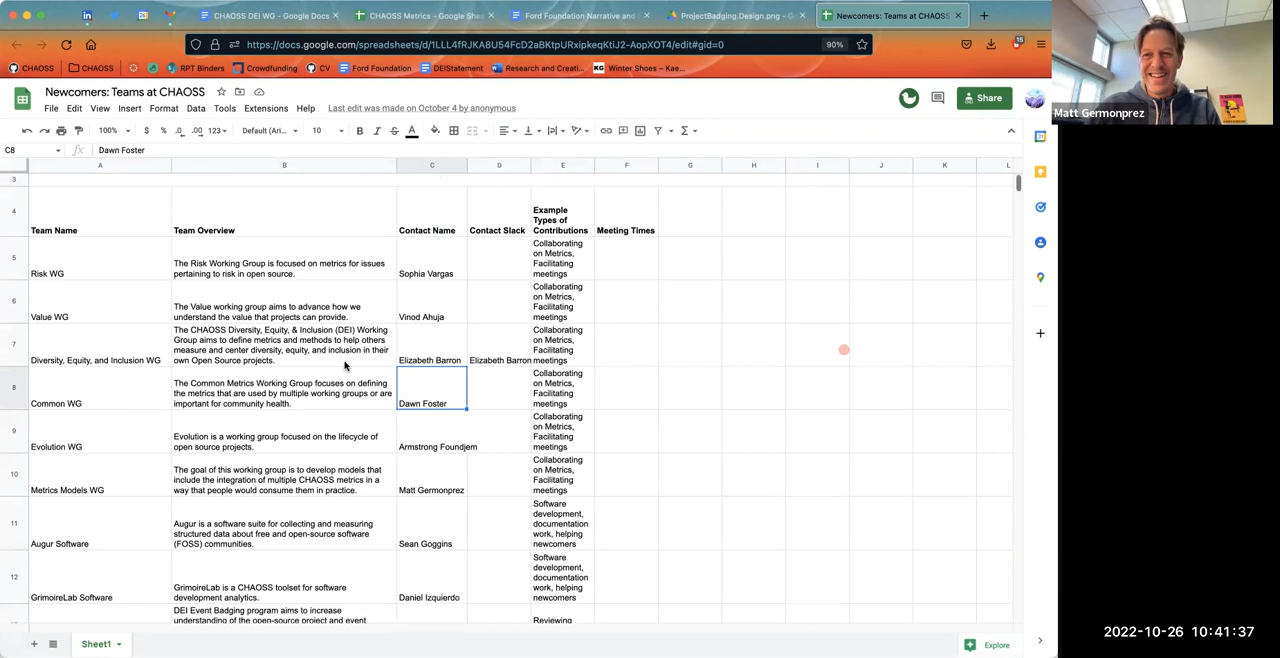 CHAOSS DEI WG - Google Docs
CHAOSS Metrics - Google She
Ford Foundation Narrative and
ProjectBadging.Design.png - G
Newcomers: Teams at CHAOSS
https://docs.google.com/spreadsheets/d/1LLL4fRJKA8U54FcD2aBKtpURxipkeqKtiJ2-AopXOT4/edit#gid=0
90%
15
CHAOSS
CHAOSS
RPT Binders
Crowdfunding
CV
Ford Foundation
DEIStatement
Research and Creati...
KG Winter Shoes – Kae...
Newcomers: Teams at CHAOSS
File Edit View Insert Format Data Tools Extensions Help
Last edit was made on October 4 by anonymous
Share
100% $ % .0 .00 123 Default (Ari... 10 B I S A
C8
fx Dawn Foster
A B C D E F G H I J K L
3
4
Team Name
Team Overview
Contact Name
Contact Slack
Example
Types of
Contributions
Meeting Times
5
Risk WG
The Risk Working Group is focused on metrics for issues
pertaining to risk in open source.
Sophia Vargas
Collaborating
on Metrics,
Facilitating
meetings
6
Value WG
The Value working group aims to advance how we
understand the value that projects can provide.
Vinod Ahuja
Collaborating
on Metrics,
Facilitating
meetings
7
Diversity, Equity, and Inclusion WG
The CHAOSS Diversity, Equity, & Inclusion (DEI) Working
Group aims to define metrics and methods to help others
measure and center diversity, equity, and inclusion in their
own Open Source projects.
Elizabeth Barron
Elizabeth Barron
Collaborating
on Metrics,
Facilitating
meetings
8
Common WG
The Common Metrics Working Group focuses on defining
the metrics that are used by multiple working groups or are
important for community health.
Dawn Foster
Collaborating
on Metrics,
Facilitating
meetings
9
Evolution WG
Evolution is a working group focused on the lifecycle of
open source projects.
Armstrong Foundjem
Collaborating
on Metrics,
Facilitating
meetings
10
Metrics Models WG
The goal of this working group is to develop models that
include the integration of multiple CHAOSS metrics in a
way that people would consume them in practice.
Matt Germonprez
Collaborating
on Metrics,
Facilitating
meetings
11
Augur Software
Augur is a software suite for collecting and measuring
structured data about free and open-source software
(FOSS) communities.
Sean Goggins
Software
development,
documentation
work, helping
newcomers
12
GrimoireLab Software
GrimoireLab is a CHAOSS toolset for software
development analytics.
Daniel Izquierdo
Software
development,
documentation
work, helping
newcomers
DEI Event Badging program aims to increase
understanding of the open-source project and event
Reviewing
Sheet1
Explore
Matt Germonprez
2022-10-26 10:41:37